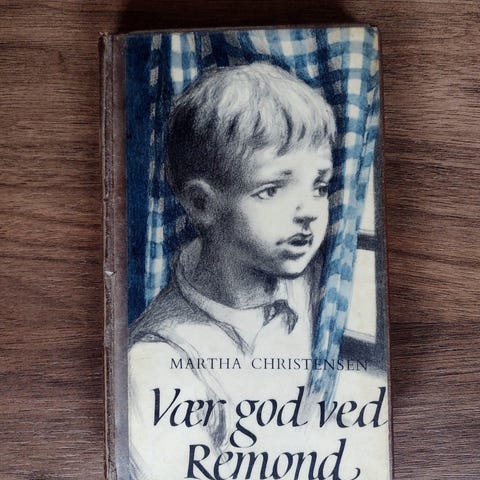 MARTHA CHRISTENSEN
Vær god ved
Remond